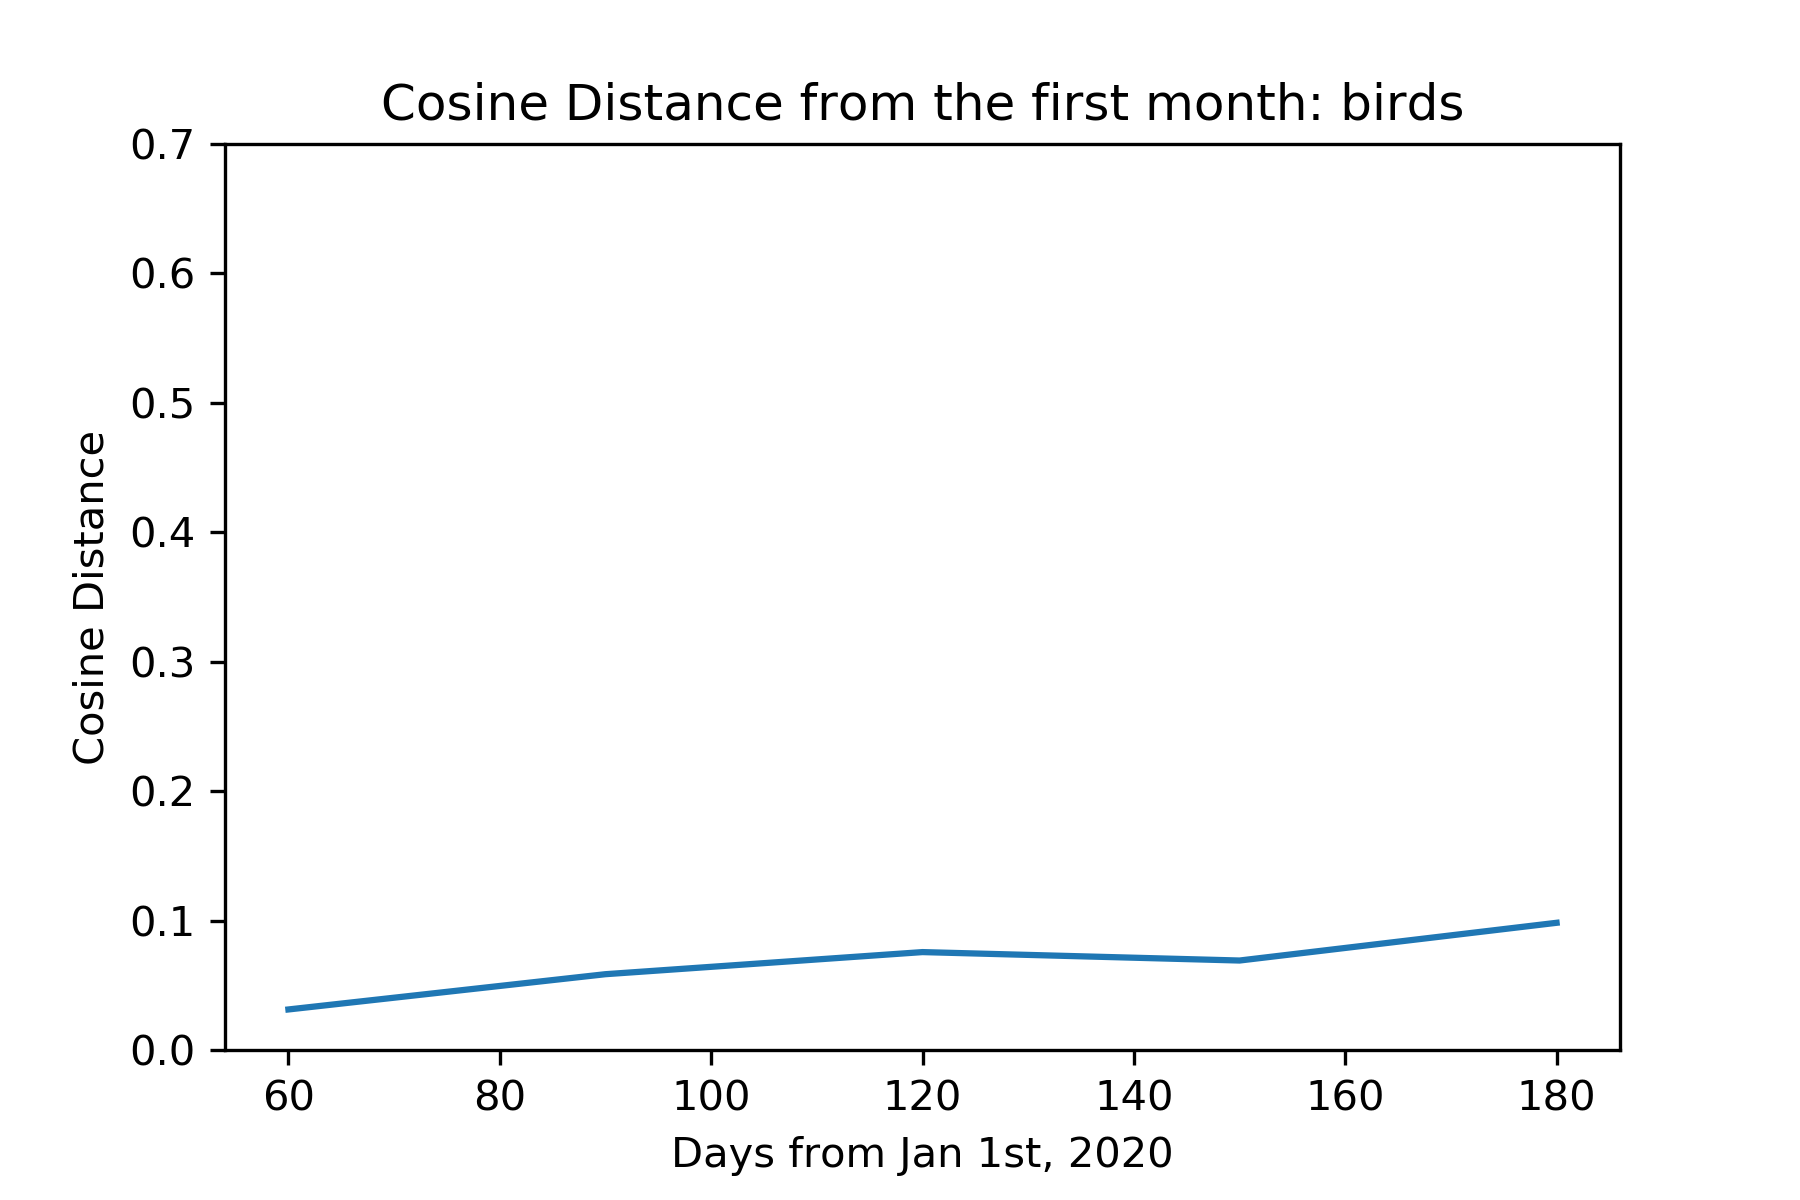 Cosine Distance from the first month: birds
0.7
0.6
0.5
0.4
0.3
0.2
0.1
0.0
Cosine Distance
60 80 100 120 140 160 180
Days from Jan 1st, 2020